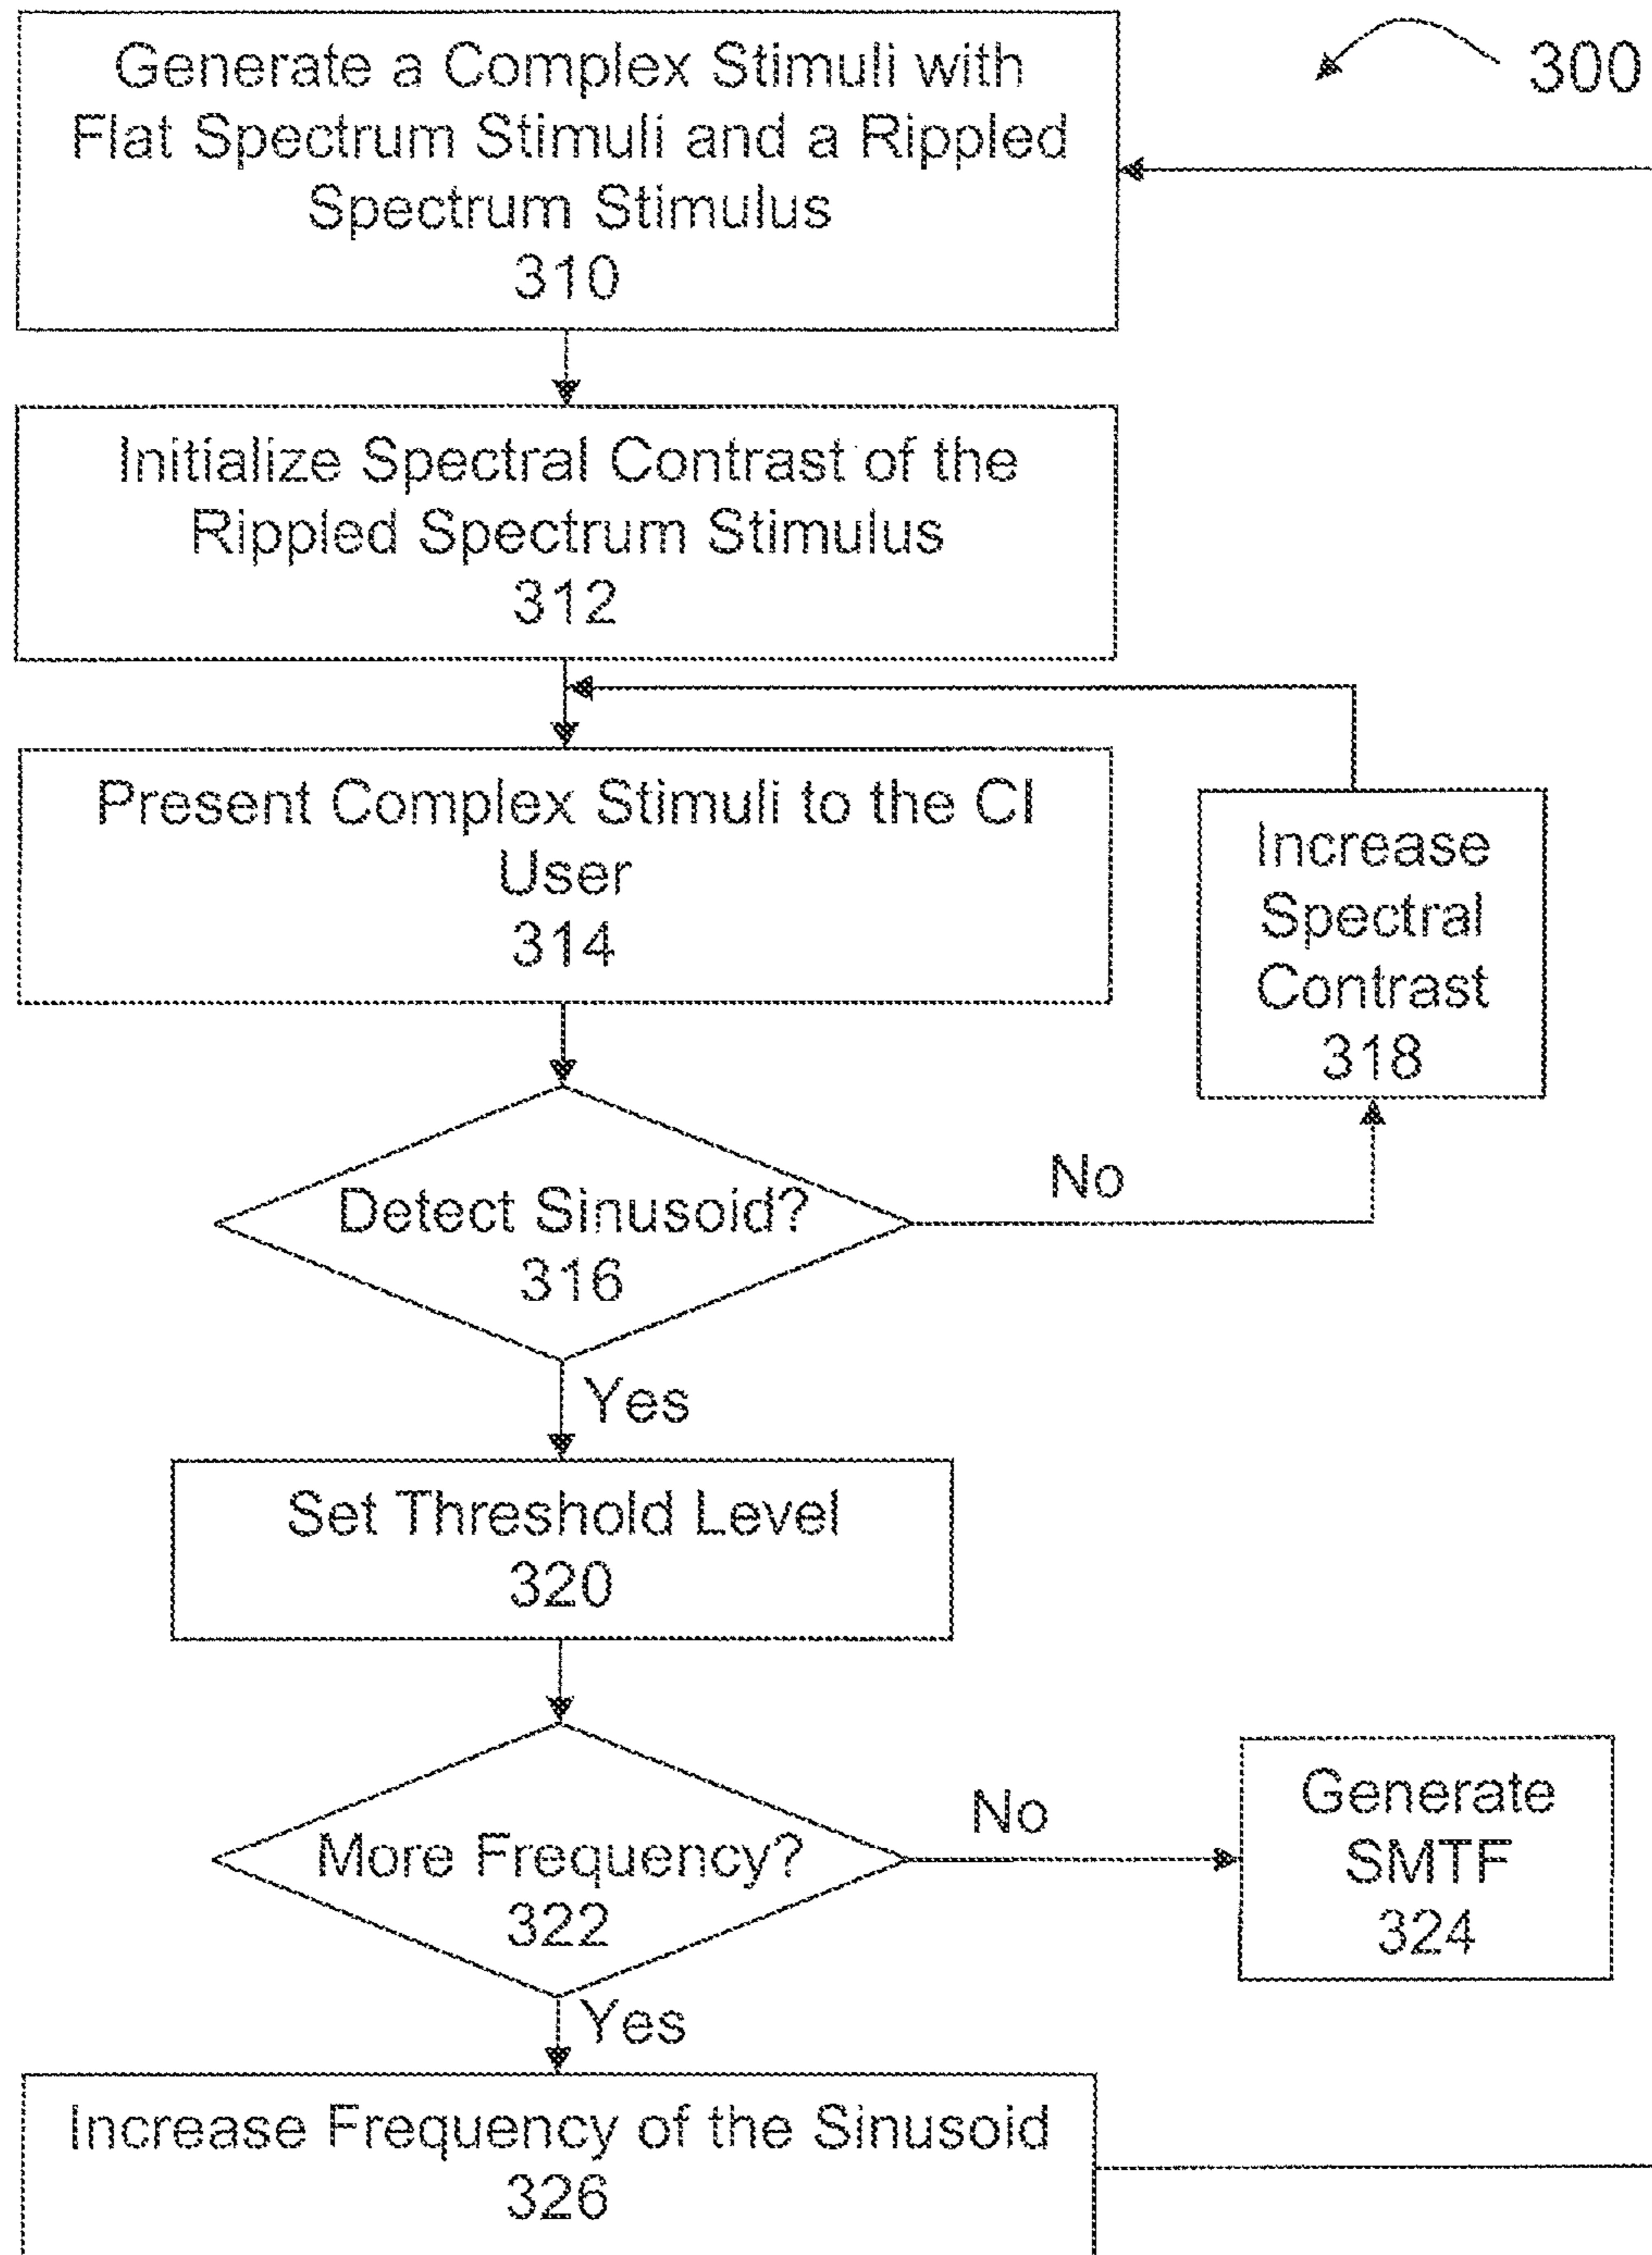 300
Generate a Complex Stimuli with
Flat Spectrum Stimuli and a Rippled
Spectrum Stimulus
310
Initialize Spectral Contrast of the
Rippled Spectrum Stimulus
312
Present Complex Stimuli to the CI
User
314
Increase
Spectral
Contrast
318
Detect Sinusoid?
316
No
Yes
Set Threshold Level
320
More Frequency?
322
No
Generate
SMTF
324
Yes
Increase Frequency of the Sinusoid
326